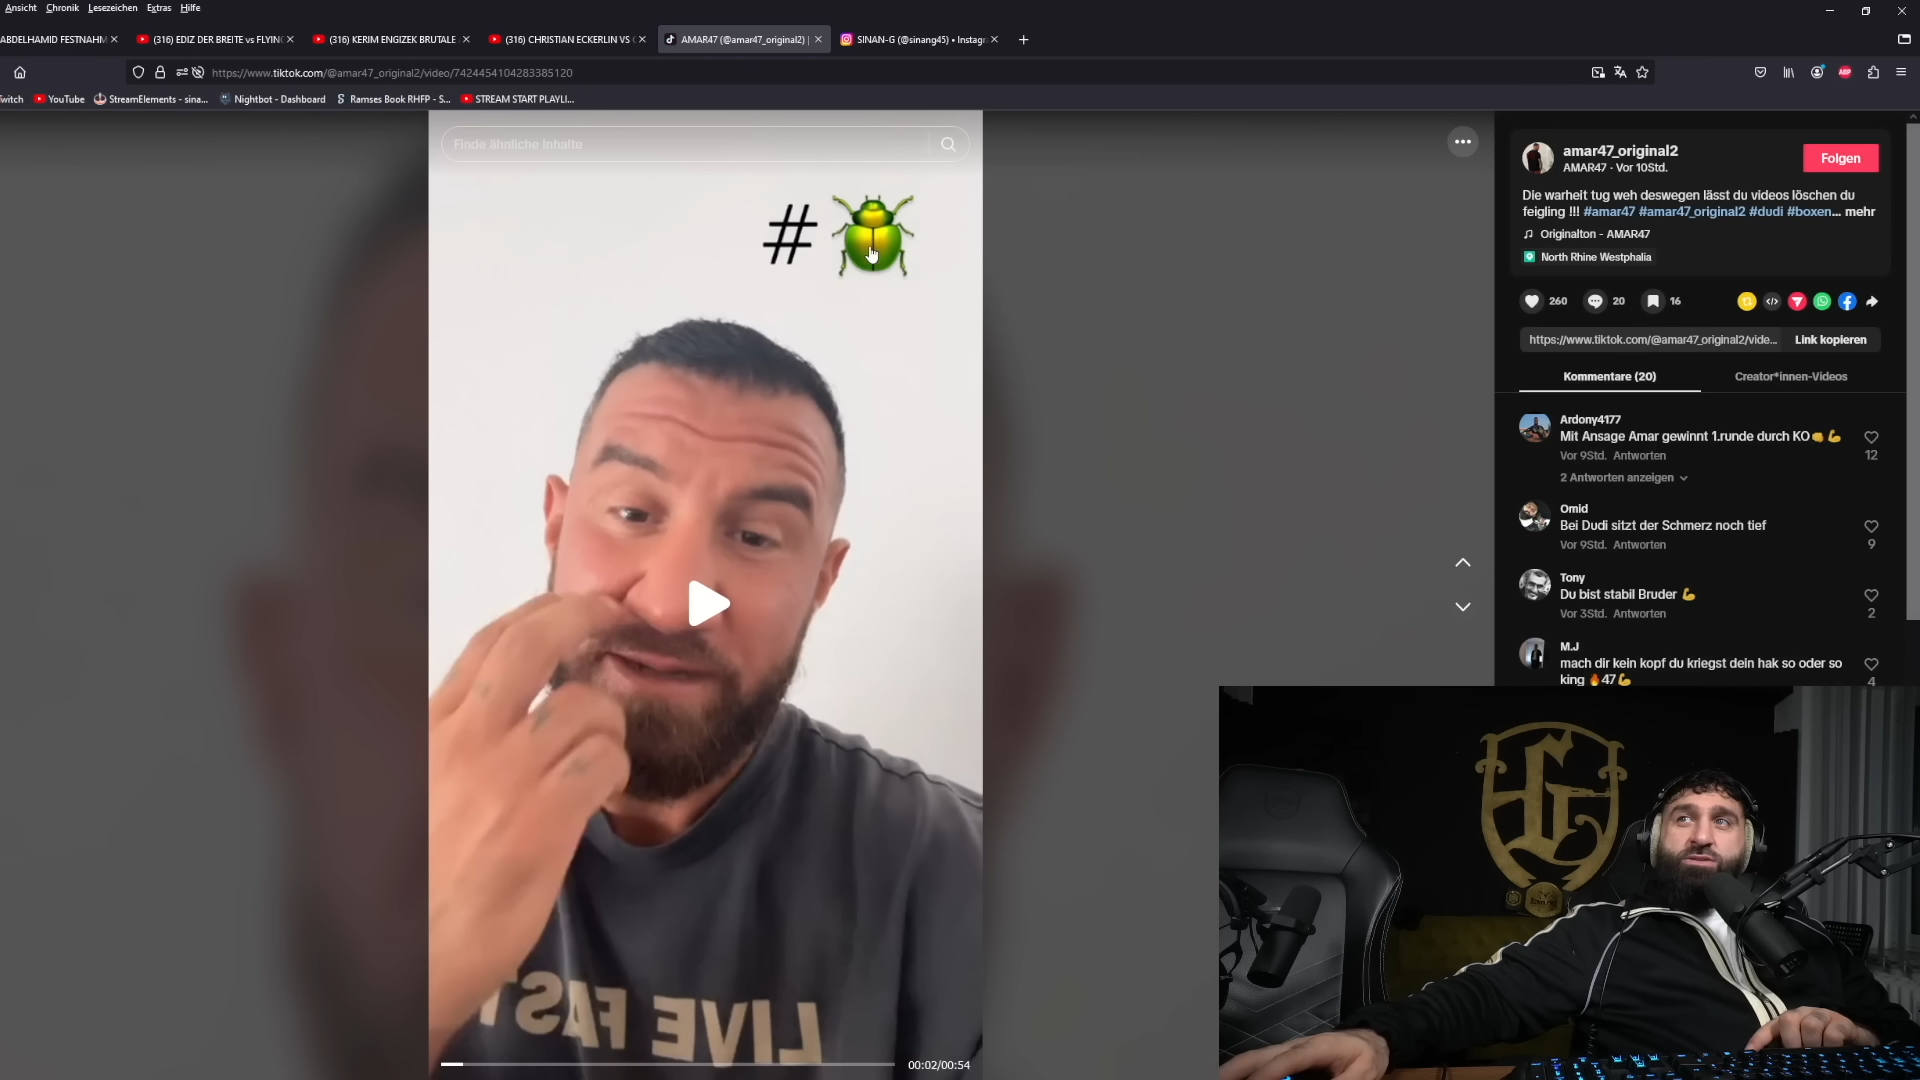 Ansicht Chronik Lesezeichen Extras Hilfe
ABDELHAMID FESTNAHM
(316) EDIZ DER BREITE vs FLYIN
(316) KERIM ENGIZEK BRUTALE
(316) CHRISTIAN ECKERLIN VS
AMAR47 (@amar47_original2) |
SINAN-G (@sinang45) • Instagr
https://www.tiktok.com/@amar47_original2/video/7424454104283385120
witch
YouTube
StreamElements - sina...
Nightbot - Dashboard
Ramses Book RHFP - S...
STREAM START PLAYLI...
Finde ähnliche Inhalte
#
LIVE FAST
00:02/00:54
amar47_original2
AMAR47 · Vor 10Std.
Folgen
Die warheit tug weh deswegen lässt du videos löschen du
feigling !!! #amar47 #amar47_original2 #dudi #boxen... mehr
Originalton - AMAR47
North Rhine Westphalia
260
20
16
https://www.tiktok.com/@amar47_original2/vide...
Link kopieren
Kommentare (20)
Creator*innen-Videos
Ardony4177
Mit Ansage Amar gewinnt 1.runde durch KO👊💪
Vor 9Std. Antworten
12
2 Antworten anzeigen
Omid
Bei Dudi sitzt der Schmerz noch tief
Vor 9Std. Antworten
9
Tony
Du bist stabil Bruder 💪
Vor 3Std. Antworten
2
M.J
mach dir kein kopf du kriegst dein hak so oder so
king 🔥47💪
4